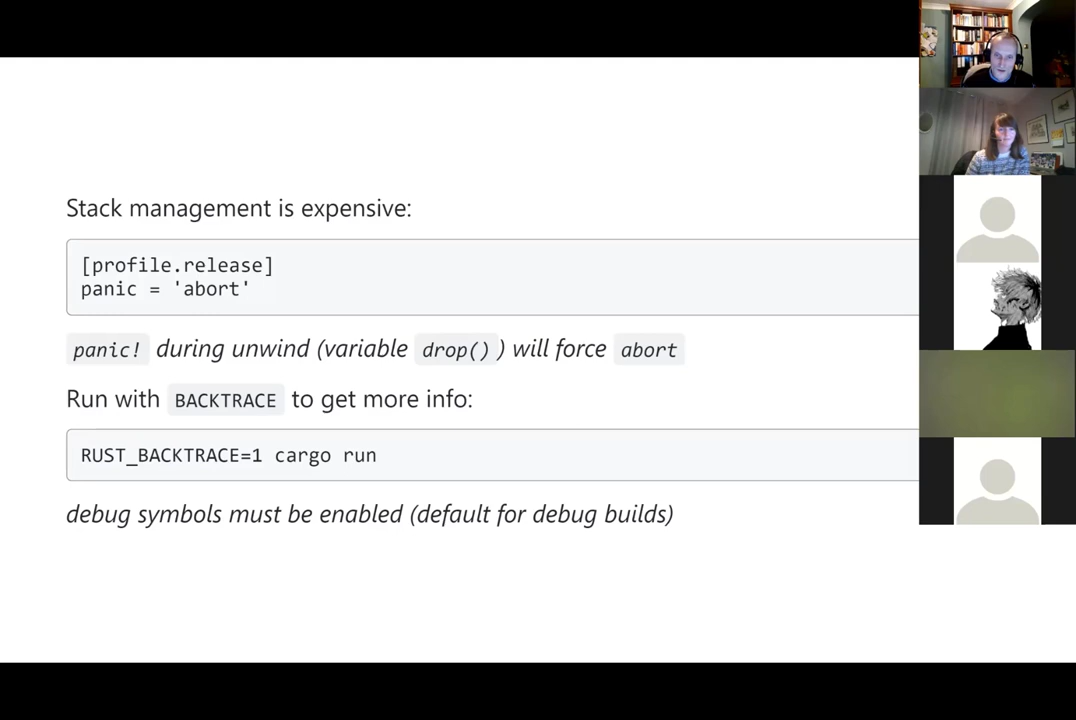 Stack management is expensive:
[profile.release]
panic = 'abort'
panic! during unwind (variable drop() ) will force abort
Run with BACKTRACE to get more info:
RUST_BACKTRACE=1 cargo run
debug symbols must be enabled (default for debug builds)